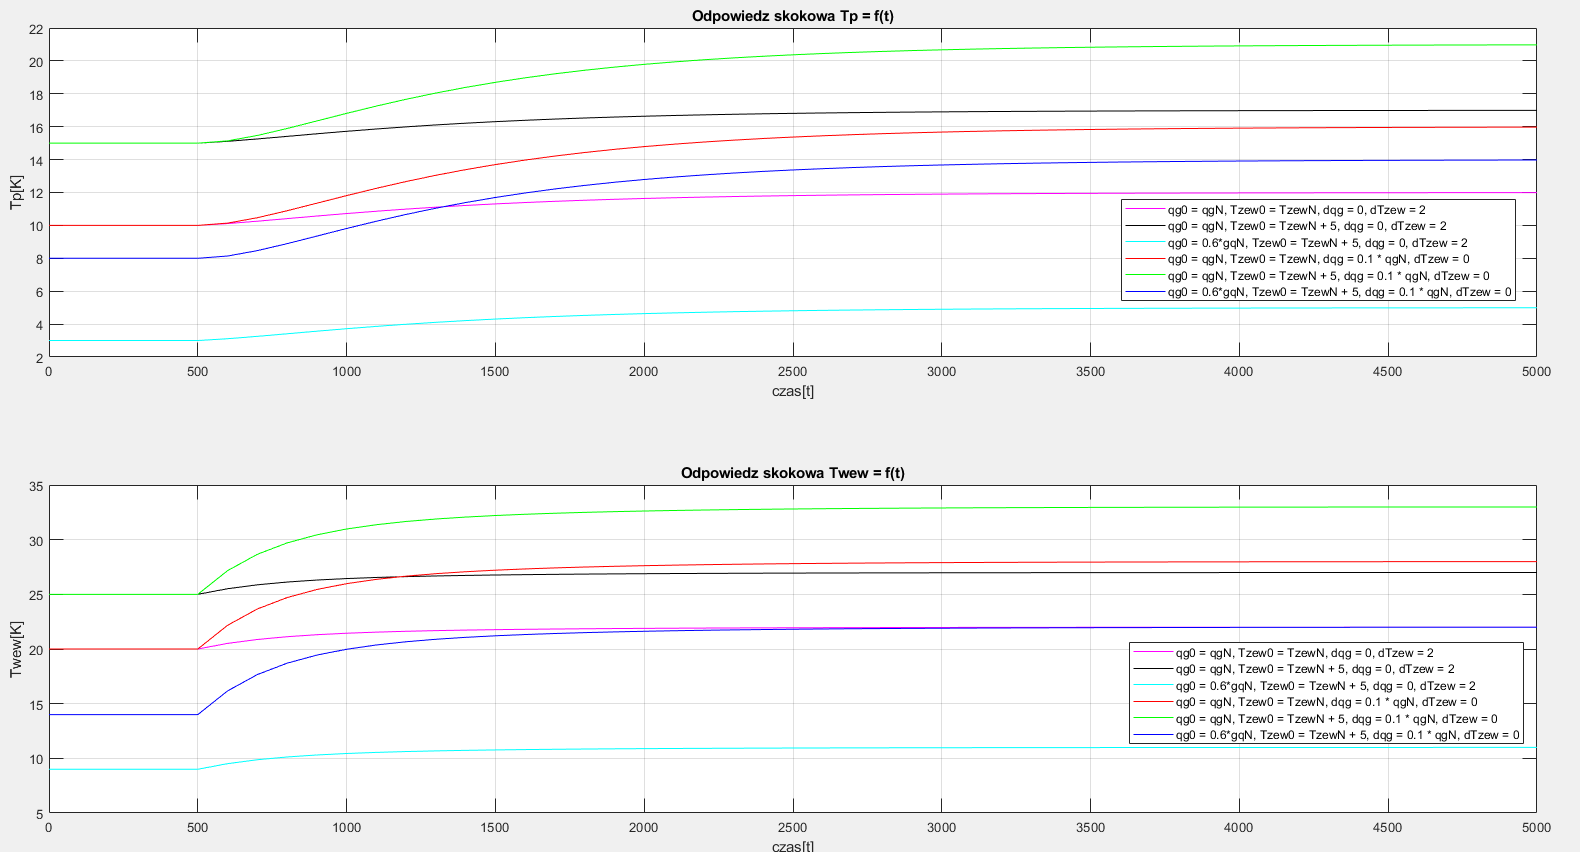 Odpowiedz skokowa Tp = f(t)
22
20
18
16
14
12
10
8
6
4
2
Tp[K]
qg0 = qgN, Tzew0 = TzewN, dqg = 0, dTzew = 2
qg0 = qgN, Tzew0 = TzewN + 5, dqg = 0, dTzew = 2
qg0 = 0.6*gqN, Tzew0 = TzewN + 5, dqg = 0, dTzew = 2
qg0 = qgN, Tzew0 = TzewN, dqg = 0.1 * qgN, dTzew = 0
qg0 = qgN, Tzew0 = TzewN + 5, dqg = 0.1 * qgN, dTzew = 0
qg0 = 0.6*gqN, Tzew0 = TzewN + 5, dqg = 0.1 * qgN, dTzew = 0
0 500 1000 1500 2000 2500 3000 3500 4000 4500 5000
czas[t]
Odpowiedz skokowa Twew = f(t)
35
30
25
20
15
10
5
Twew[K]
qg0 = qgN, Tzew0 = TzewN, dqg = 0, dTzew = 2
qg0 = qgN, Tzew0 = TzewN + 5, dqg = 0, dTzew = 2
qg0 = 0.6*gqN, Tzew0 = TzewN + 5, dqg = 0, dTzew = 2
qg0 = qgN, Tzew0 = TzewN, dqg = 0.1 * qgN, dTzew = 0
qg0 = qgN, Tzew0 = TzewN + 5, dqg = 0.1 * qgN, dTzew = 0
qg0 = 0.6*gqN, Tzew0 = TzewN + 5, dqg = 0.1 * qgN, dTzew = 0
0 500 1000 1500 2000 2500 3000 3500 4000 4500 5000
czas[t]